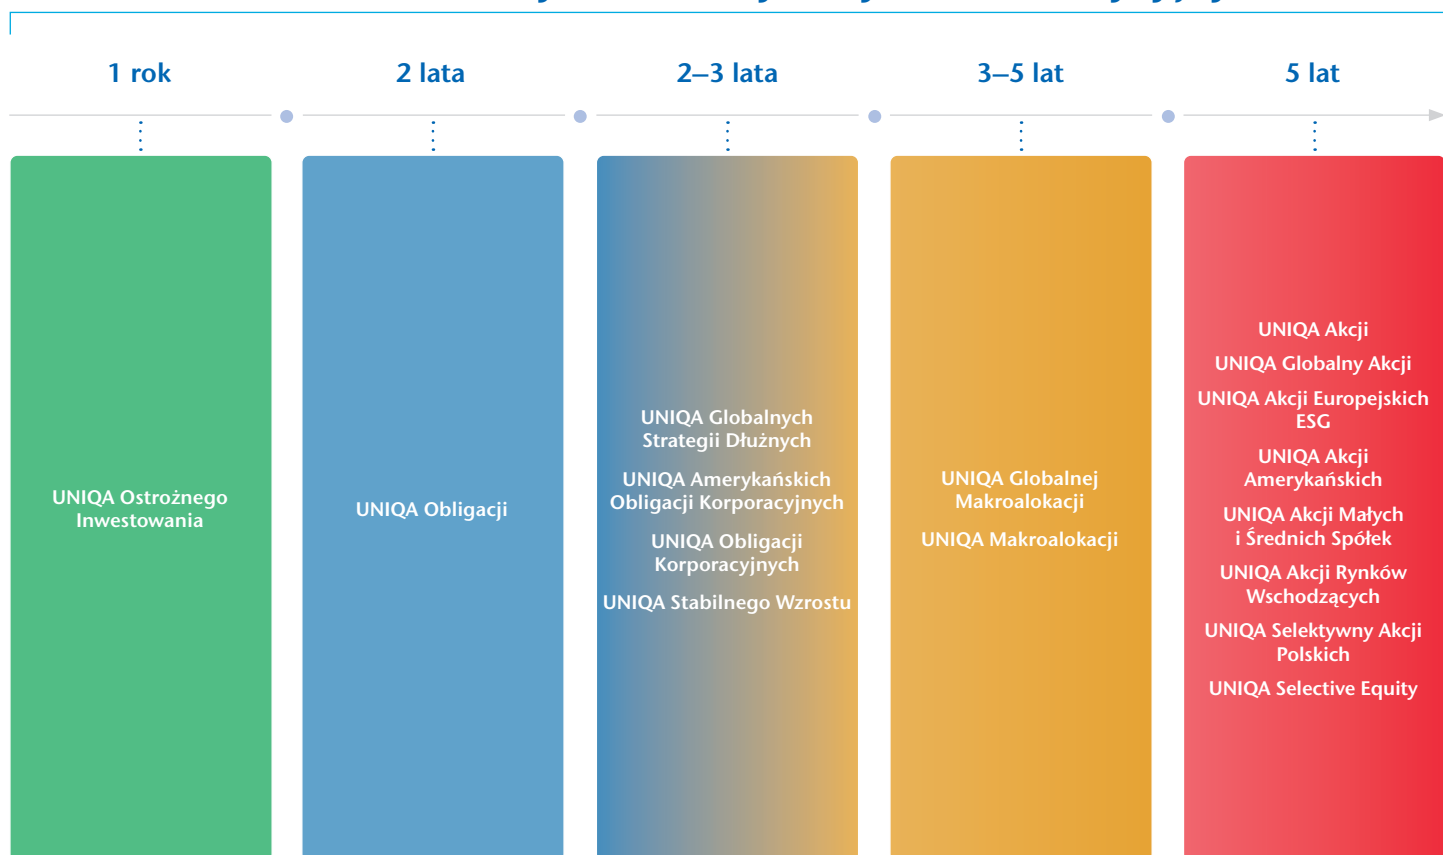 1 rok
2 lata
2–3 lata
3–5 lat
5 lat
UNIQA Ostrożnego
Inwestowania
UNIQA Obligacji
UNIQA Globalnych
Strategii Dłużnych
UNIQA Amerykańskich
Obligacji Korporacyjnych
UNIQA Obligacji
Korporacyjnych
UNIQA Stabilnego Wzrostu
UNIQA Globalnej
Makroalokacji
UNIQA Makroalokacji
UNIQA Akcji
UNIQA Globalny Akcji
UNIQA Akcji Europejskich
ESG
UNIQA Akcji
Amerykańskich
UNIQA Akcji Małych
i Średnich Spółek
UNIQA Akcji Rynków
Wschodzących
UNIQA Selektywny Akcji
Polskich
UNIQA Selective Equity